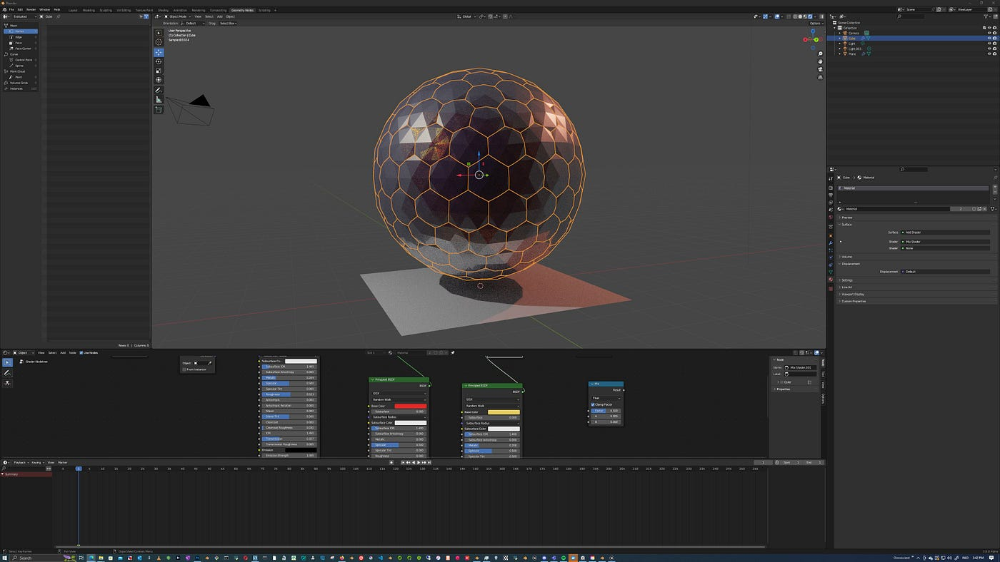 Blender
File Edit Render Window Help Layout Modeling Sculpting UV Editing Texture Paint Shading Animation Rendering Compositing Geometry Nodes Scripting + Scene ViewLayer
Evaluated Cube Object Mode View Select Add Object Global
Orientation: Default Drag: Select Box Options
Mesh
Vertex
Edge
Face
Face Corner
Curve
Control Point
Spline
Point Cloud
Point
Volume Grids
Instances
User Perspective
(1) Collection | Cube
Rows: 0 | Columns: 0
Scene Collection
Collection
Camera
Cube
Light
Light.001
Plane
Cube Material
Material
Material 2
Preview
Surface
Surface Add Shader
Shader Mix Shader
Shader None
Volume
Displacement
Displacement Default
Settings
Line Art
Viewport Display
Custom Properties
Object View Select Add Node Use Nodes Slot 1 Material
Shader Nodetree
Object:
From Instancer
Subsurface Co...
Subsurface IOR 1.400
Subsurface Anisotropy 0.000
Metallic
Specular 0.500
Specular Tint 0.000
Roughness
Anisotropic 0.000
Anisotropic Rotation 0.000
Sheen 0.000
Sheen Tint 0.500
Clearcoat 0.000
Clearcoat Roughness 0.030
IOR 1.450
Transmission
Transmission Roughness 0.000
Emission
Emission Strength 1.000
Principled BSDF
BSDF
GGX
Random Walk
Base Color
Subsurface 0.000
Subsurface Radius
Subsurface Color
Subsurface IOR 1.400
Subsurface Anisotropy 0.000
Metallic 0.000
Specular 0.500
Specular Tint 0.000
Roughness
Principled BSDF
BSDF
GGX
Random Walk
Base Color
Subsurface 0.000
Subsurface Radius
Subsurface Color
Subsurface IOR 1.400
Subsurface Anisotropy 0.000
Metallic
Specular 0.500
Specular Tint 0.000
Mix
Result
Float
Clamp Factor
Factor 0.500
A 0.000
B 0.000
Node
Name: Mix Shader.001
Label:
Properties
Node
Tool
View
Options
Playback Keying View Marker 1 Start 1 End 1
0 1 5 10 15 20 25 30 35 40 45 50 55 60 65 70 75 80 85 90 95 100 105 110 115 120 125 130 135 140 145 150 155 160 165 170 175 180 185 190 195 200 205 210 215 220 225 230 235 240 245 250 255
Summary
Select Keyframes Pan View Dope Sheet Context Menu
Search Omniscient NLD 3:42 PM